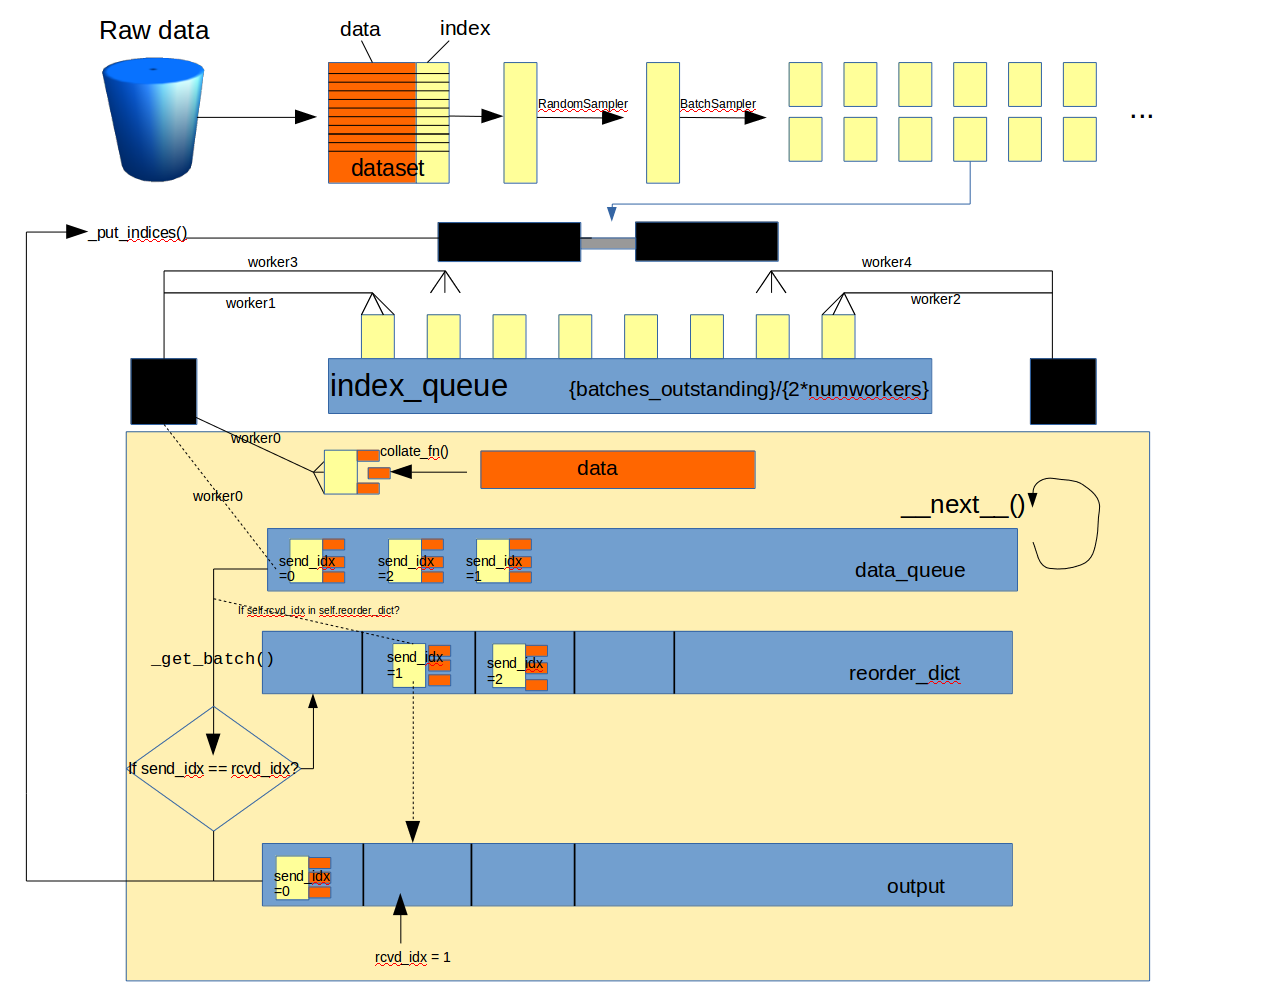 Raw data
data
index
RandomSampler
BatchSampler
...
dataset
_put_indices()
worker3
worker4
worker1
worker2
index_queue
{batches_outstanding}/{2*numworkers}
worker0
collate_fn()
data
worker0
__next__()
send_idx
=0
send_idx
=2
send_idx
=1
data_queue
If self.rcvd_idx in self.reorder_dict?
_get_batch()
send_idx
=1
send_idx
=2
reorder_dict
If send_idx == rcvd_idx?
send_idx
=0
output
rcvd_idx = 1